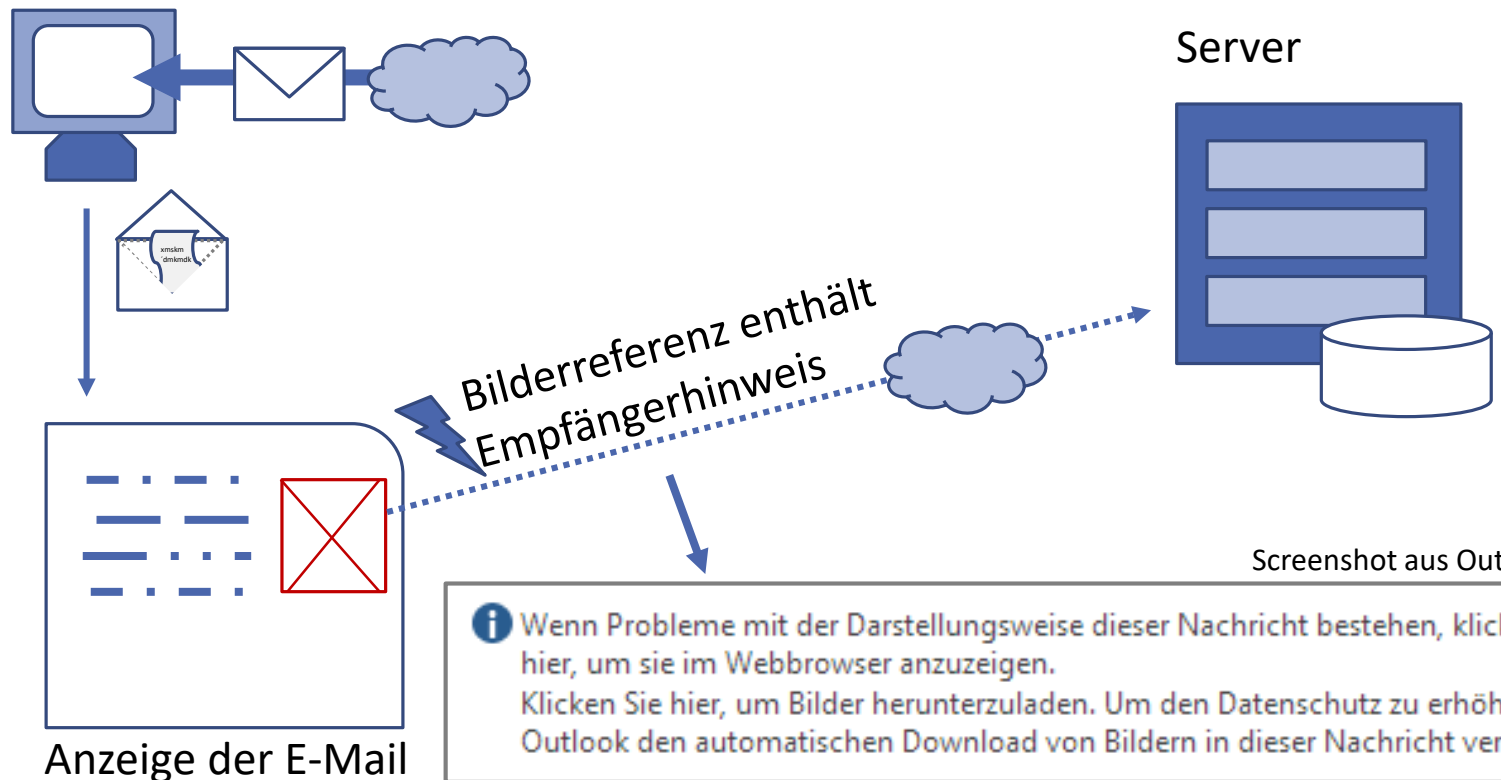 Server
xmskm
´dmkmdk
Bilderreferenz enthält
Empfängerhinweis
Screenshot aus Out
Wenn Probleme mit der Darstellungsweise dieser Nachricht bestehen, klick
hier, um sie im Webbrowser anzuzeigen.
Klicken Sie hier, um Bilder herunterzuladen. Um den Datenschutz zu erhöh
Outlook den automatischen Download von Bildern in dieser Nachricht ver
Anzeige der E-Mail